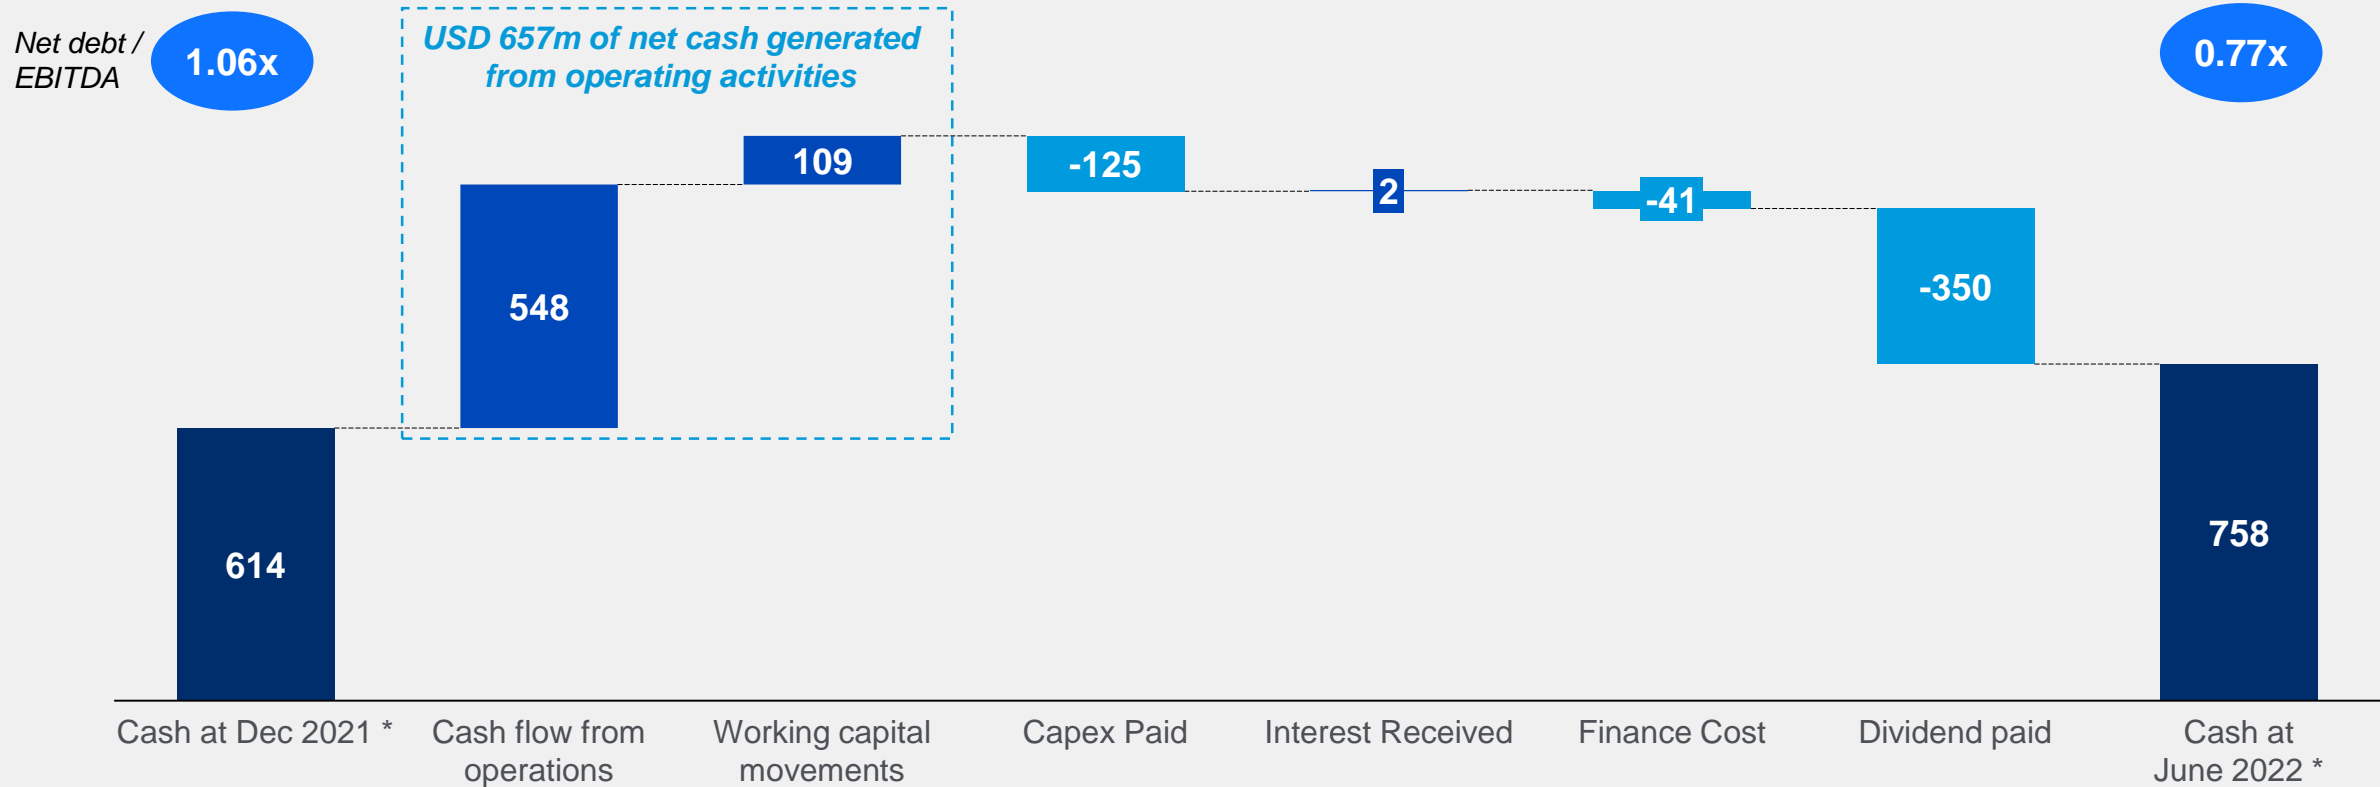 Net debt /
EBITDA
1.06x
USD 657m of net cash generated
from operating activities
0.77x
109
-125
2
-41
548
-350
614
758
Cash at Dec 2021 *
Cash flow from
operations
Working capital
movements
Capex Paid
Interest Received
Finance Cost
Dividend paid
Cash at
June 2022 *